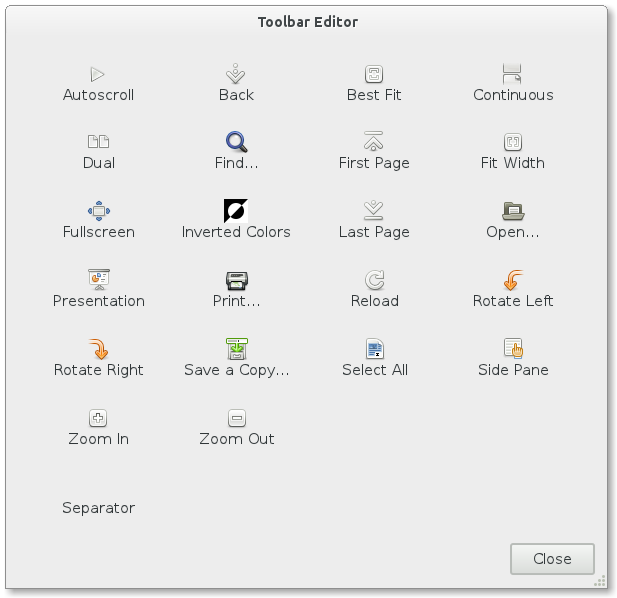 Toolbar Editor
Autoscroll Back Best Fit Continuous
Dual Find... First Page Fit Width
Fullscreen Inverted Colors Last Page Open...
Presentation Print... Reload Rotate Left
Rotate Right Save a Copy... Select All Side Pane
Zoom In Zoom Out
Separator
Close